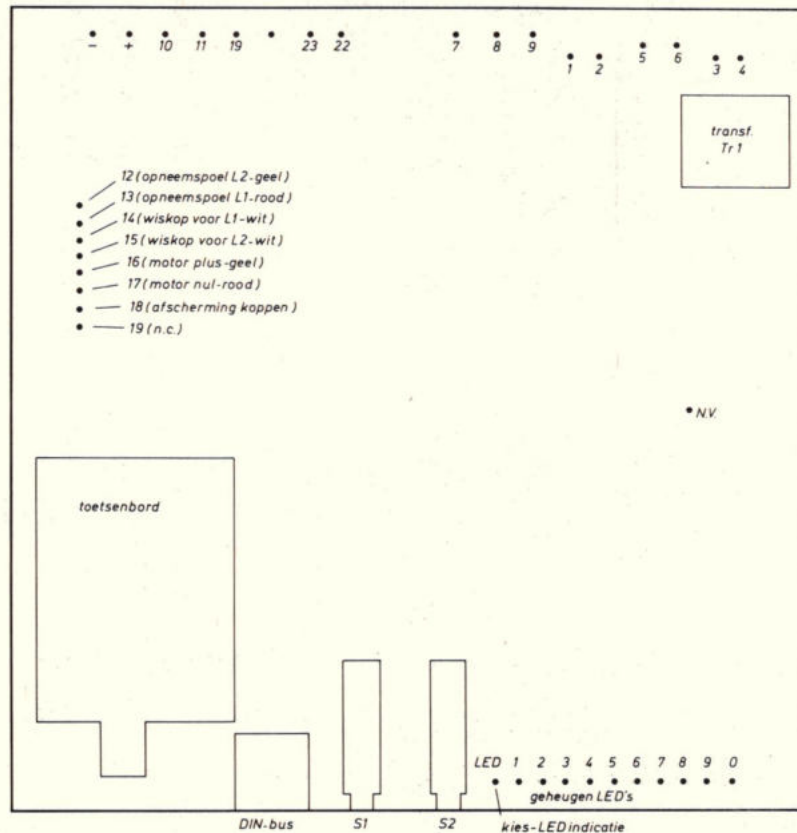 - + 10 11 19 23 22 7 8 9
1 2 5 6 3 4
transf.
Tr 1
12 (opneemspoel L2-geel)
13 (opneemspoel L1-rood)
14 (wiskop voor L1-wit)
15 (wiskop voor L2-wit)
16 (motor plus-geel)
17 (motor nul-rood)
18 (afscherming koppen)
19 (n.c.)
N.V.
toetsenbord
LED 1 2 3 4 5 6 7 8 9 0
geheugen LED's
DIN-bus S1 S2 kies-LED indicatie